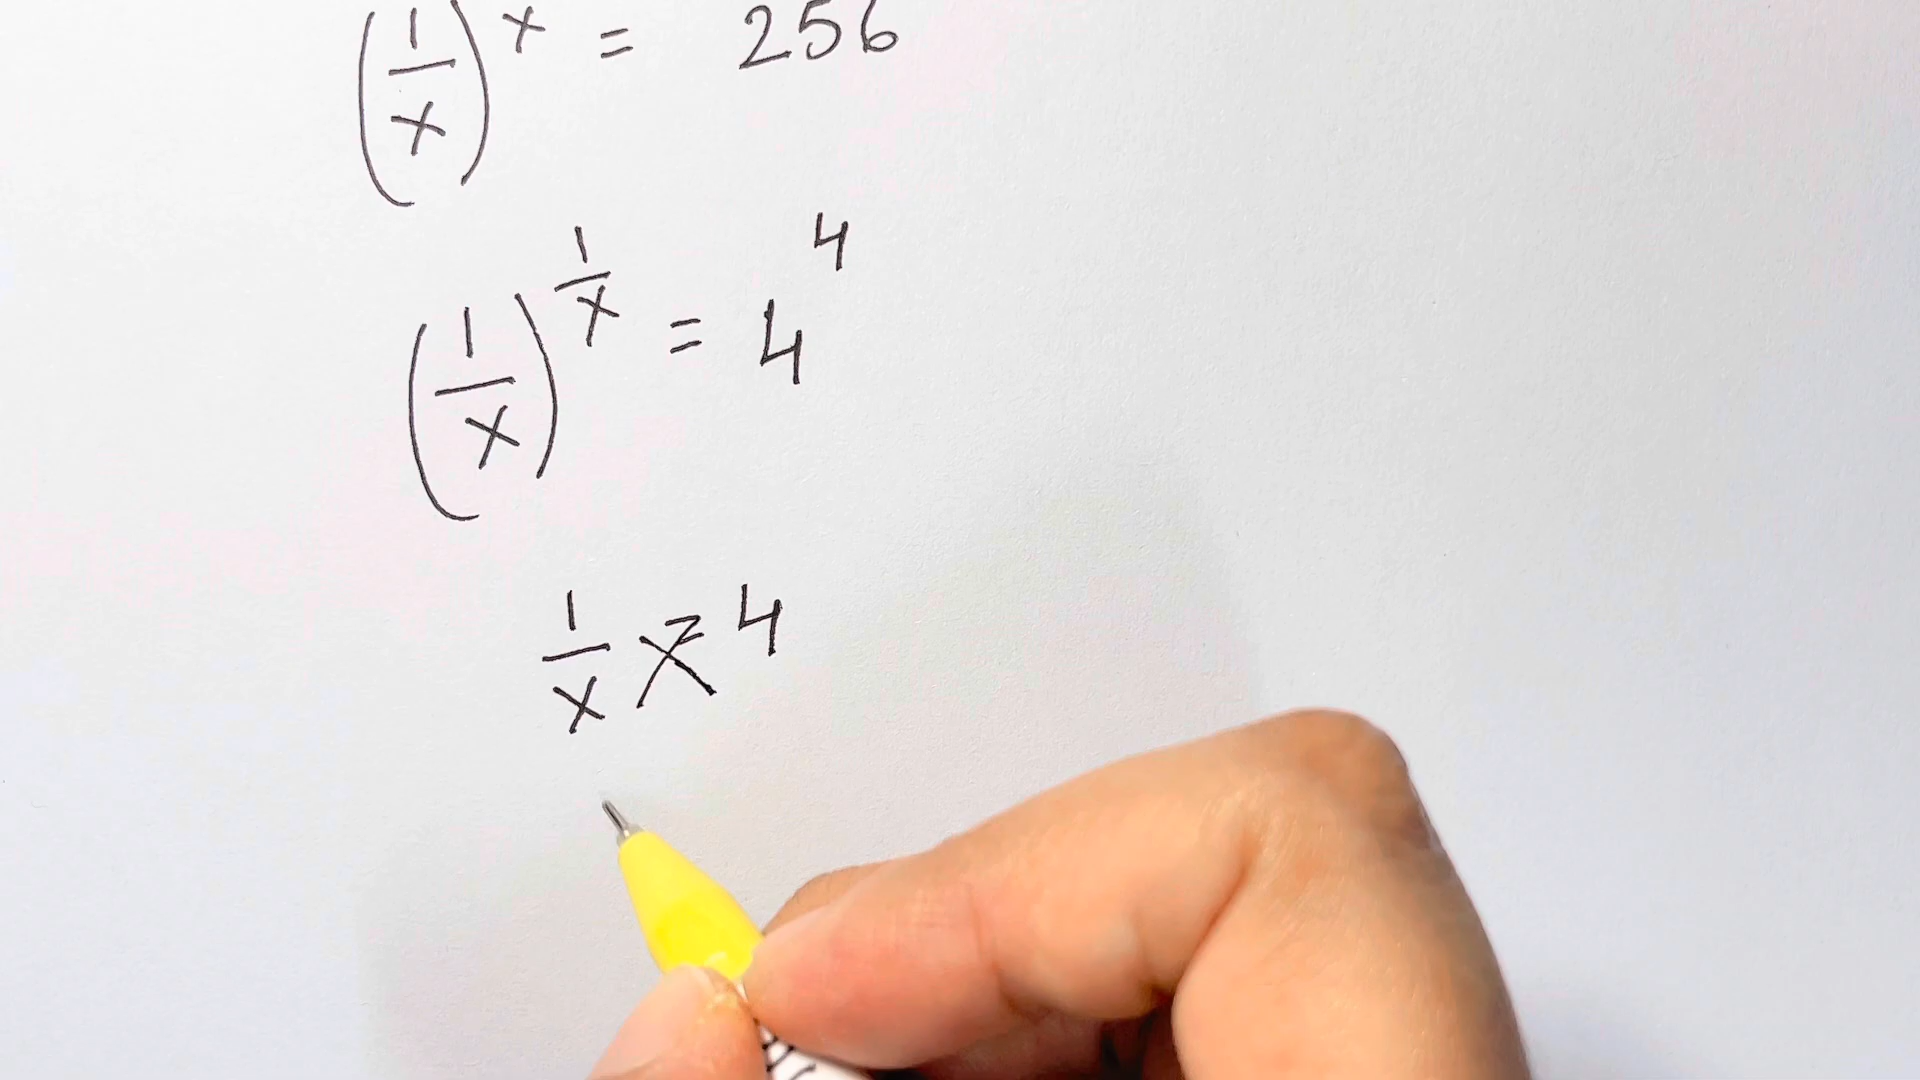 (1/x)^x = 256
(1/x)^(1/x) = 4^4
1/x = 4